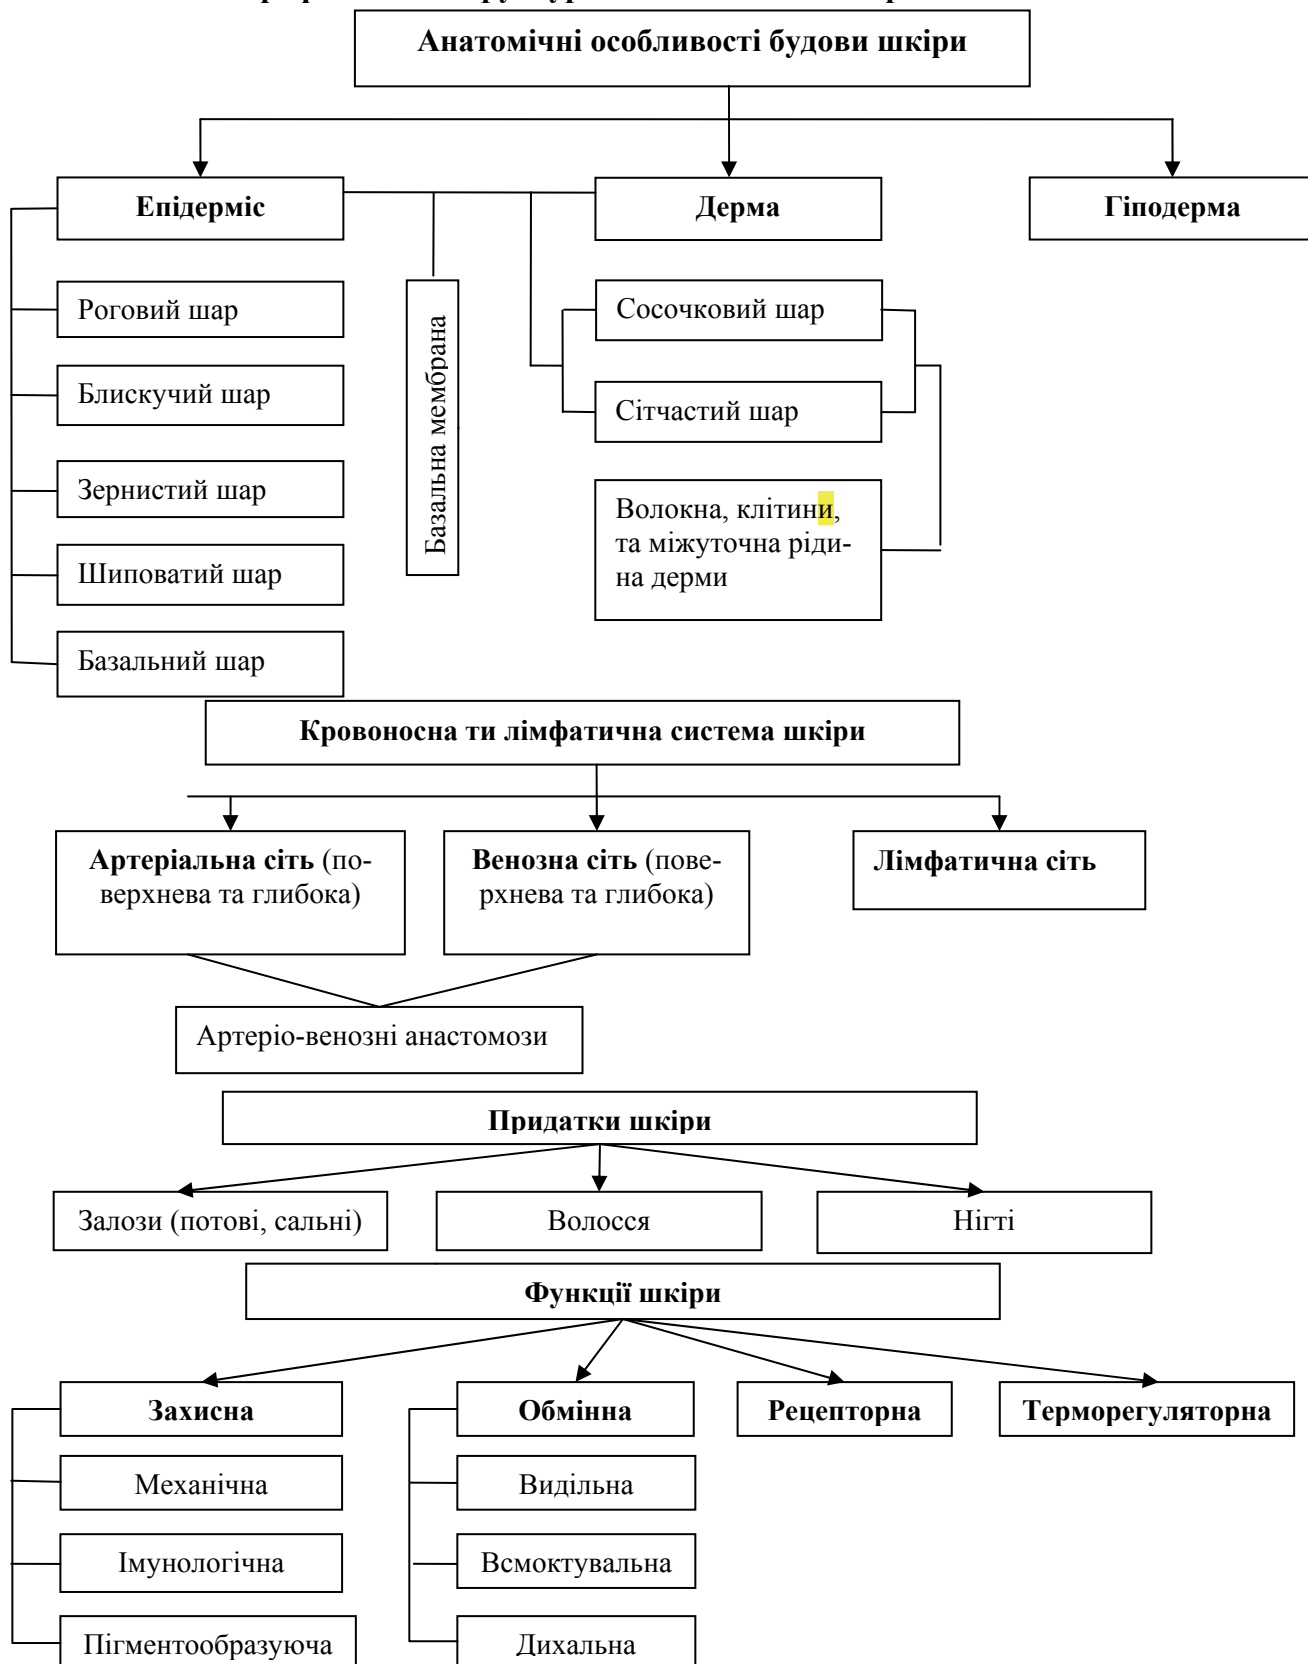 Анатомічні особливості будови шкіри
Епідерміс
Дерма
Гіподерма
Роговий шар
Блискучий шар
Зернистий шар
Шиповатий шар
Базальний шар
Базальна мембрана
Сосочковий шар
Сітчастий шар
Волокна, клітини,
та міжуточна ріди-
на дерми
Кровоносна ти лімфатична система шкіри
Артеріальна сіть (по-
верхнева та глибока)
Венозна сіть (пове-
рхнева та глибока)
Лімфатична сіть
Артеріо-венозні анастомози
Придатки шкіри
Залози (потові, сальні)
Волосся
Нігті
Функції шкіри
Захисна
Обмінна
Рецепторна
Терморегуляторна
Механічна
Імунологічна
Пігментообразуюча
Видільна
Всмоктувальна
Дихальна